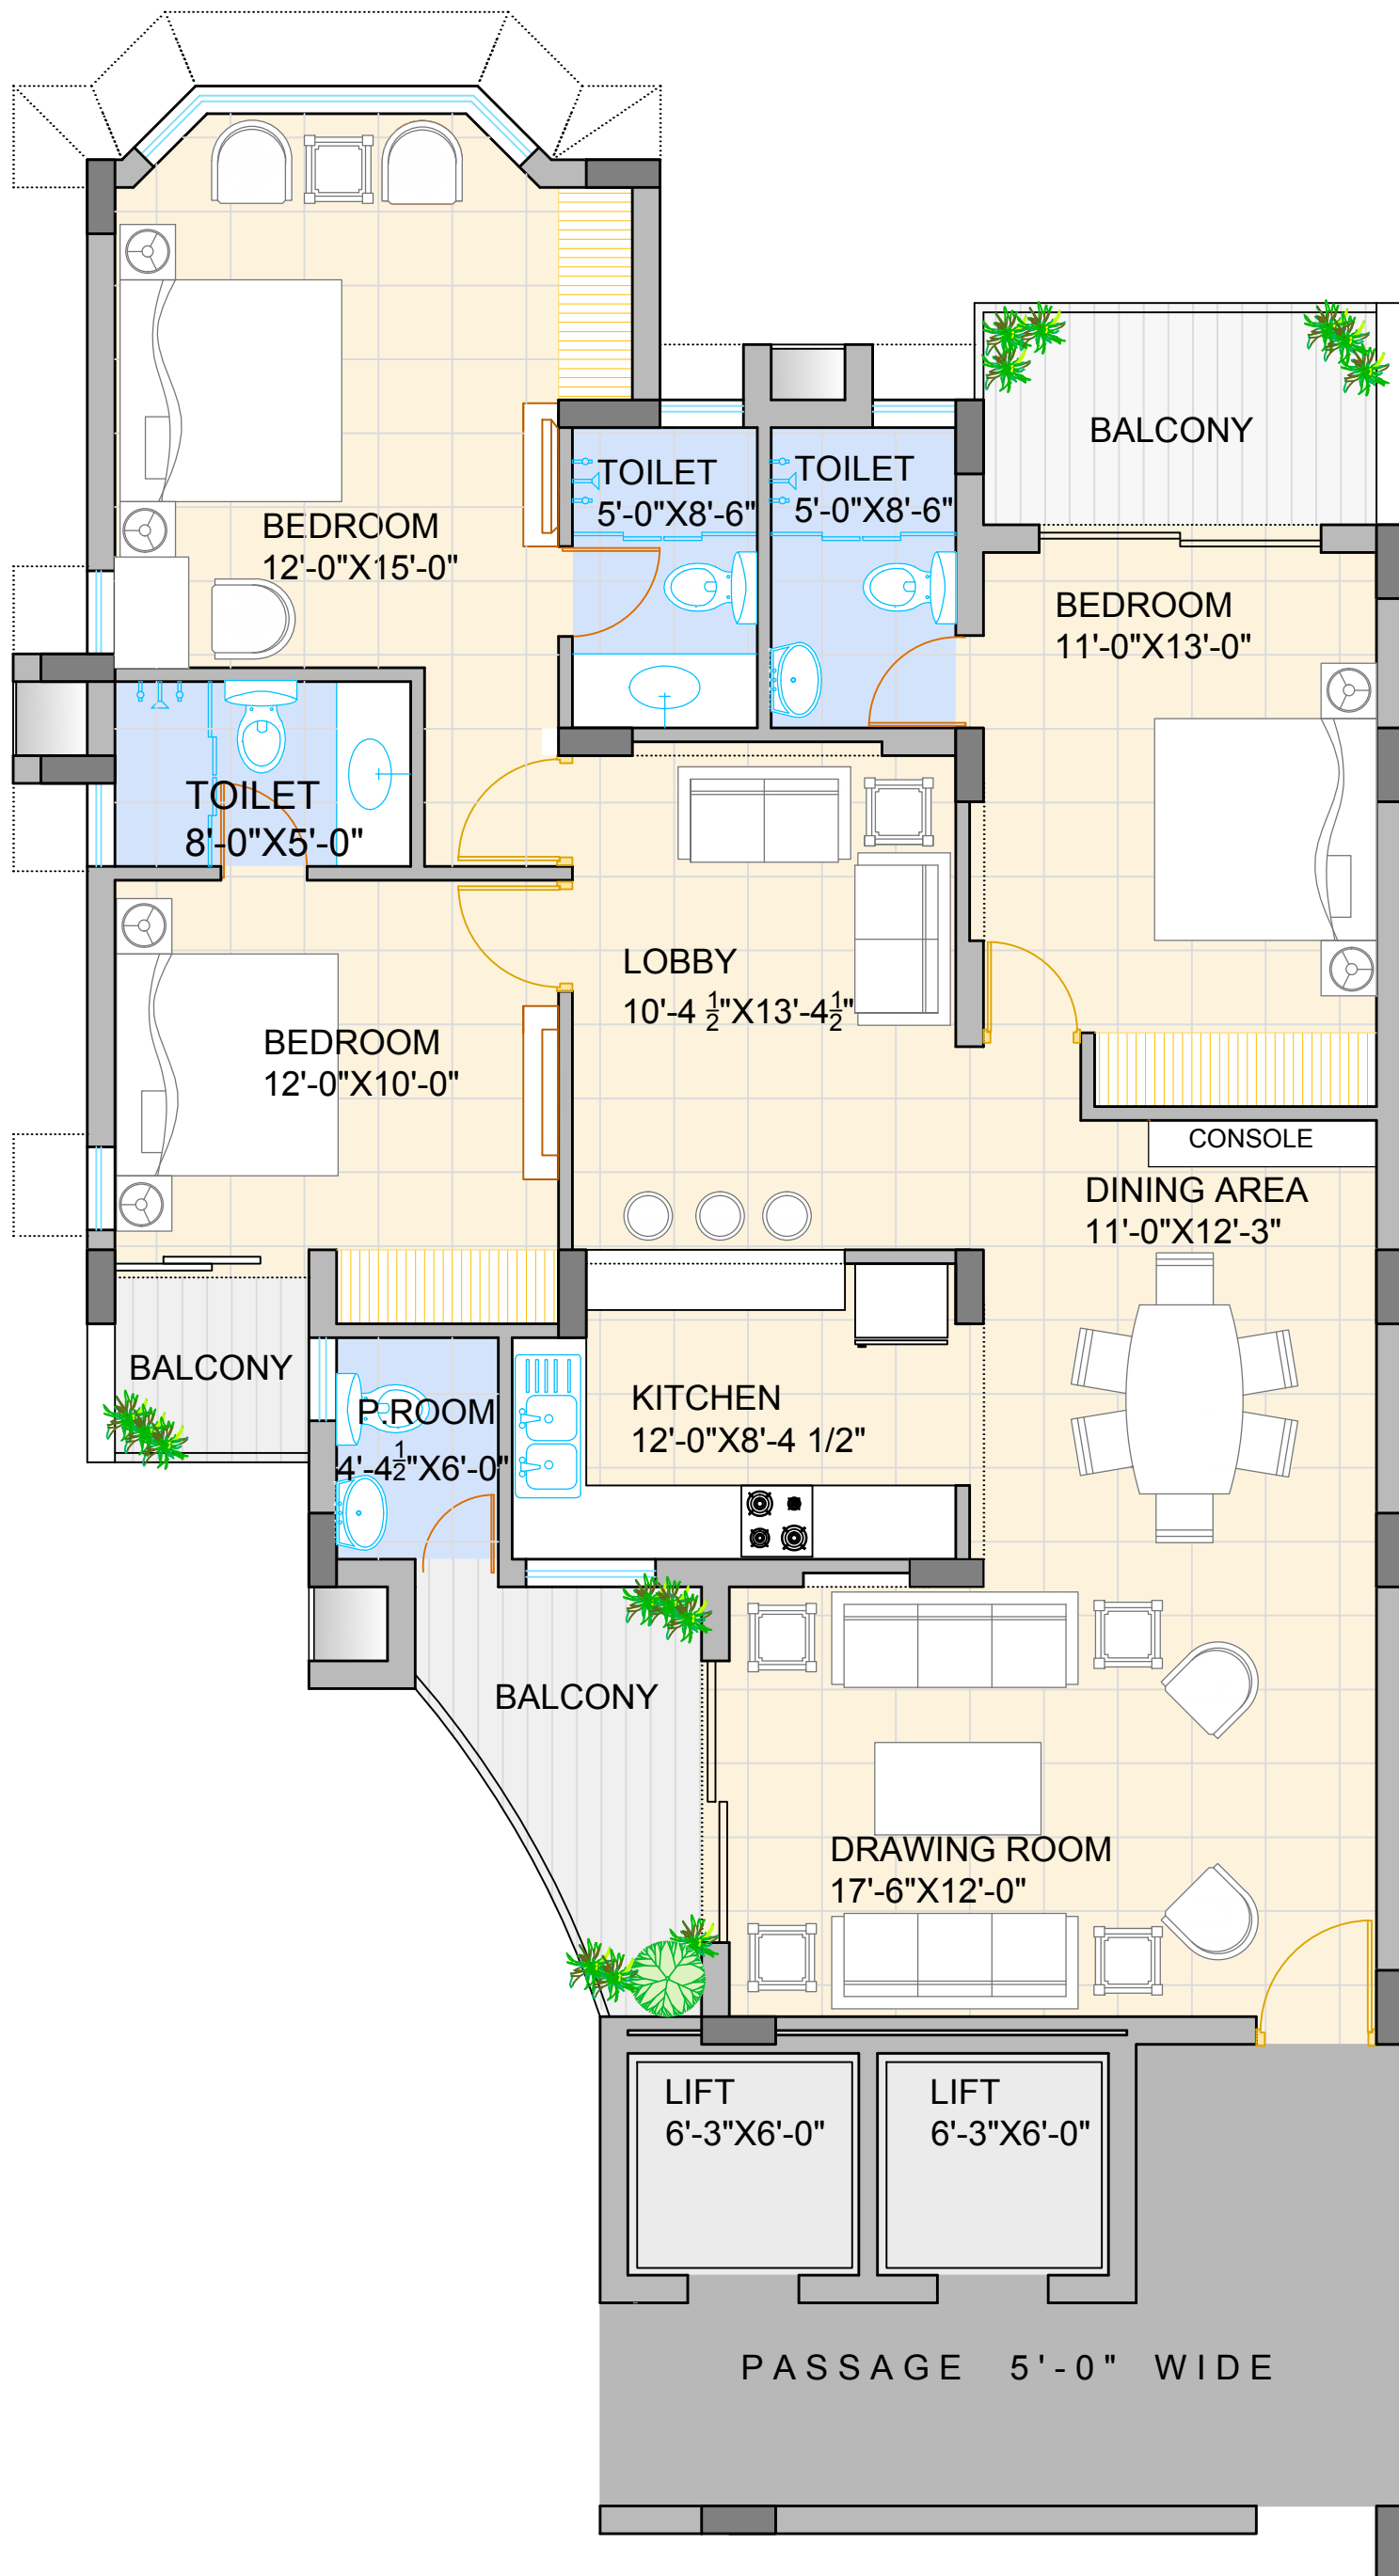 BALCONY
TOILET
5'-0"X8'-6"
TOILET
5'-0"X8'-6"
BEDROOM
12'-0"X15'-0"
BEDROOM
11'-0"X13'-0"
TOILET
8'-0"X5'-0"
LOBBY
10'-4 ½"X13'-4½"
BEDROOM
12'-0"X10'-0"
CONSOLE
DINING AREA
11'-0"X12'-3"
BALCONY
P.ROOM
4'-4½"X6'-0"
KITCHEN
12'-0"X8'-4 1/2"
BALCONY
DRAWING ROOM
17'-6"X12'-0"
LIFT
6'-3"X6'-0"
LIFT
6'-3"X6'-0"
PASSAGE 5'-0" WIDE